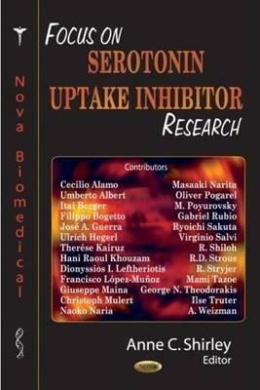 FOCUS ON
SEROTONIN
UPTAKE INHIBITOR
RESEARCH
Nova Biomedical
Contributors
Cecilio Alamo
Umberto Albert
Itai Berger
Filippo Bogetto
José A. Guerra
Ulrich Hegerl
Therése Kairuz
Hani Raoul Khouzam
Dionyssios I. Leftheriotis
Francisco López-Muñoz
Giuseppe Maina
Christoph Mulert
Naoko Naria
Masaaki Narita
Oliver Pogarel
M. Poyurovsky
Gabriel Rubio
Ryoichi Sakuta
Virginio Salvi
R. Shiloh
R.D. Strous
R. Stryjer
Mami Tazoe
George N. Theodorakis
Ilse Truter
A. Weizman
Anne C. Shirley
Editor